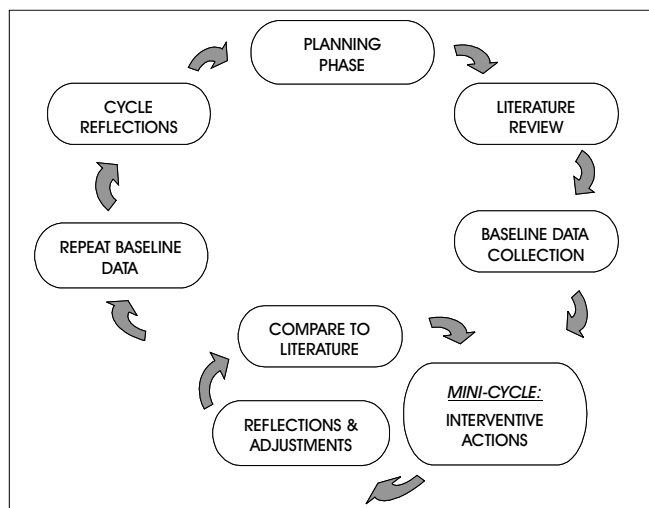 PLANNING
PHASE
LITERATURE
REVIEW
BASELINE DATA
COLLECTION
MINI-CYCLE:
INTERVENTIVE
ACTIONS
REFLECTIONS &
ADJUSTMENTS
COMPARE TO
LITERATURE
REPEAT BASELINE
DATA
CYCLE
REFLECTIONS